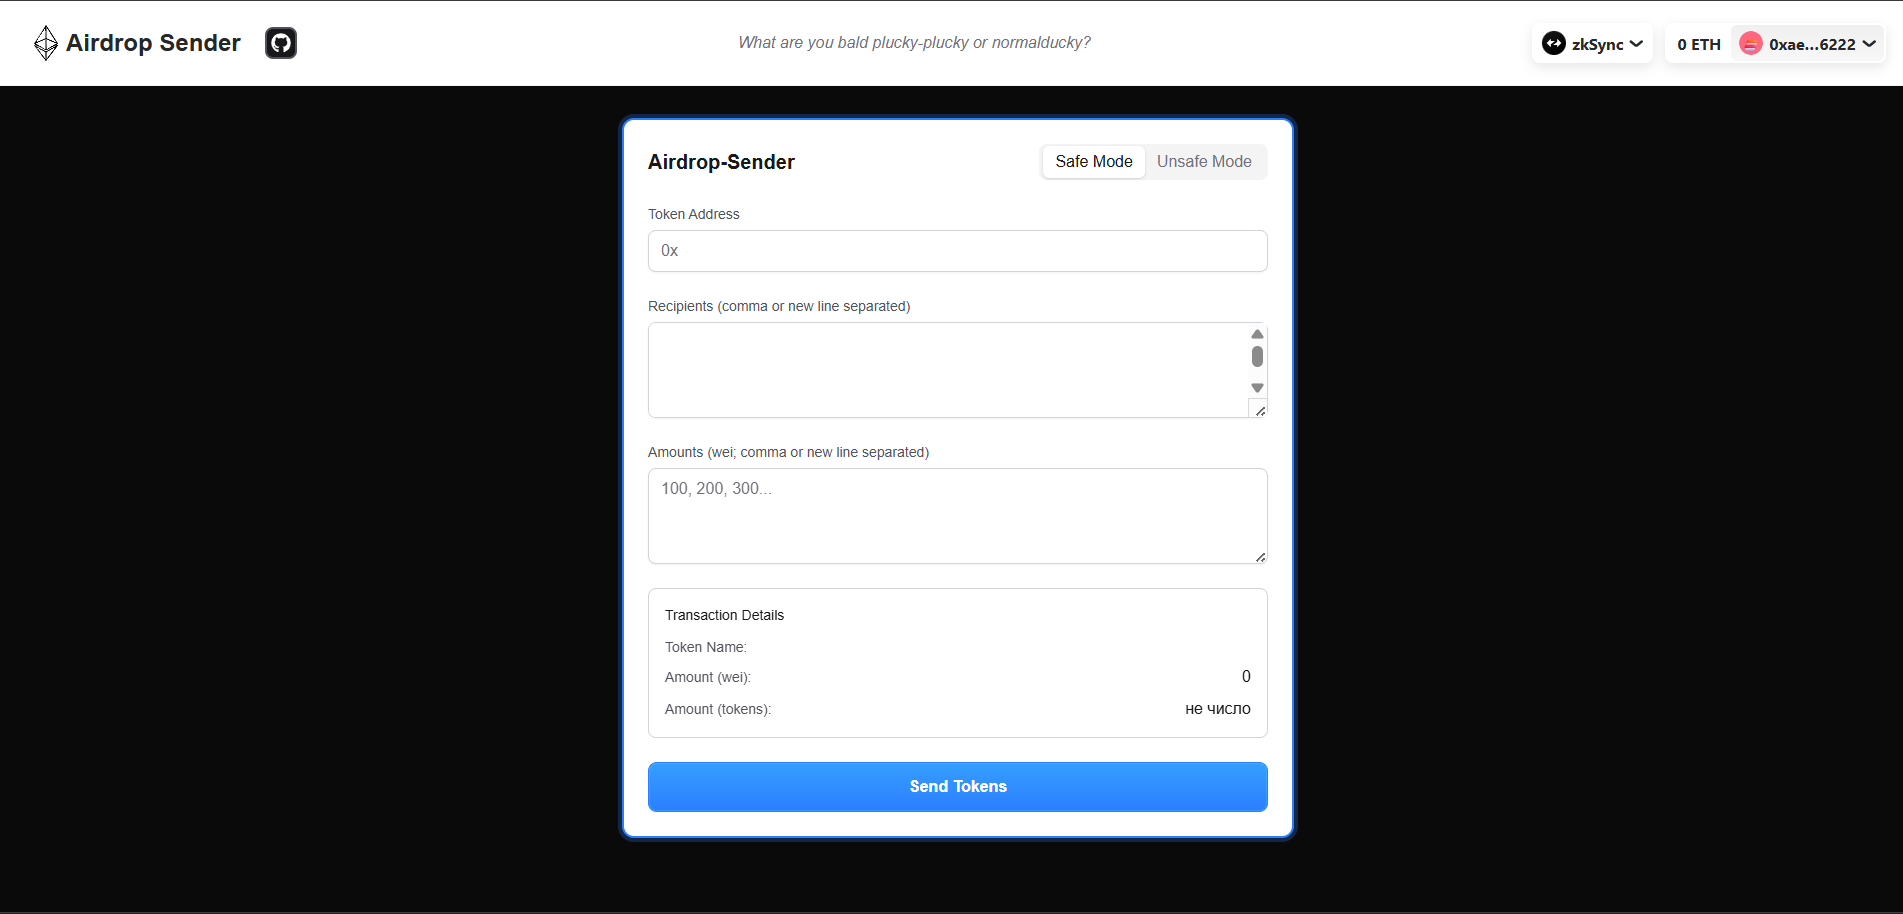 Airdrop Sender
What are you bald plucky-plucky or normalducky?
zkSync
0 ETH
0xae...6222
Airdrop-Sender
Safe Mode
Unsafe Mode
Token Address
0x
Recipients (comma or new line separated)
Amounts (wei; comma or new line separated)
100, 200, 300...
Transaction Details
Token Name:
Amount (wei):
0
Amount (tokens):
не число
Send Tokens